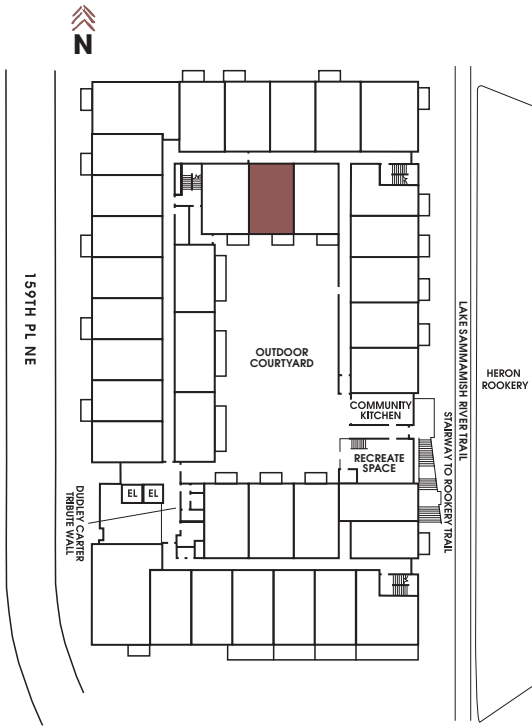 N
159TH PL NE
OUTDOOR
COURTYARD
LAKE SAMMAMISH RIVER TRAIL
HERON
ROOKERY
COMMUNITY
KITCHEN
STAIRWAY TO ROOKERY TRAIL
RECREATE
SPACE
EL
EL
DUDLEY CARTER
TRIBUTE WALL